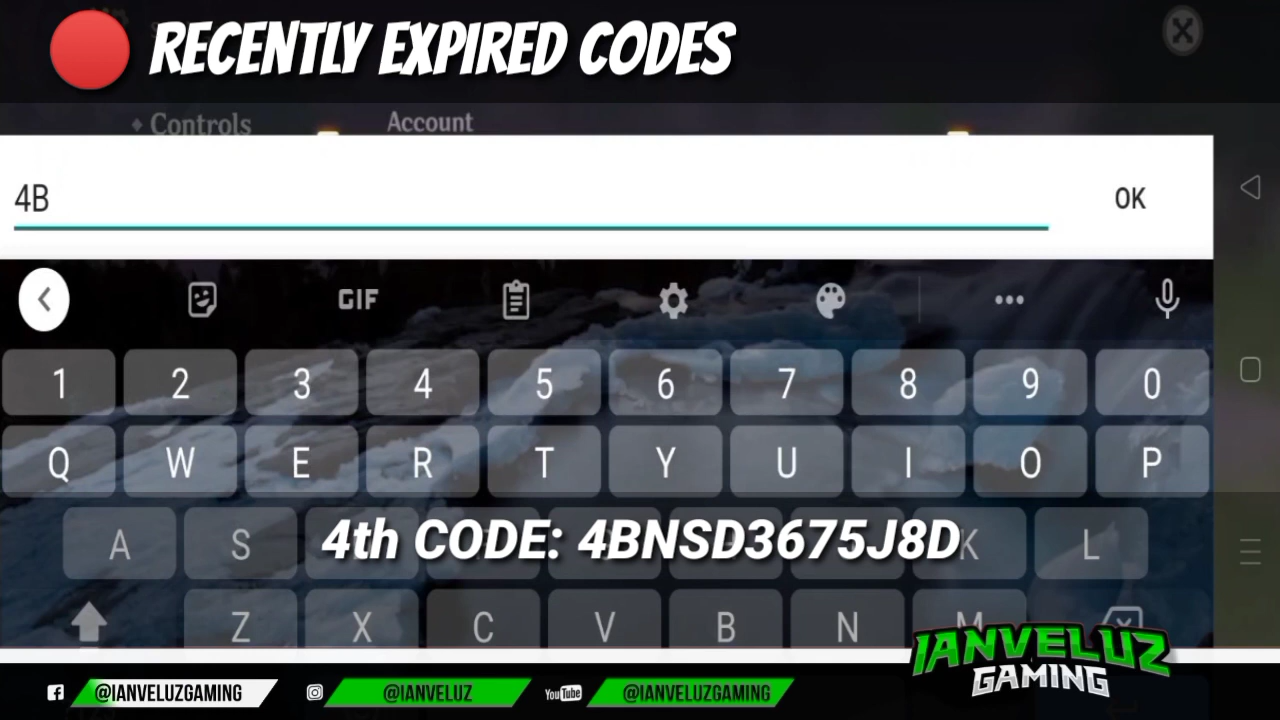 RECENTLY EXPIRED CODES
Controls
Account
4B
OK
GIF
1 2 3 4 5 6 7 8 9 0
Q W E R T Y U I O P
A S K L
4th CODE: 4BNSD3675J8D
Z X C V B N M
IANVELUZ
GAMING
@IANVELUZGAMING
@IANVELUZ
YouTube
@IANVELUZGAMING